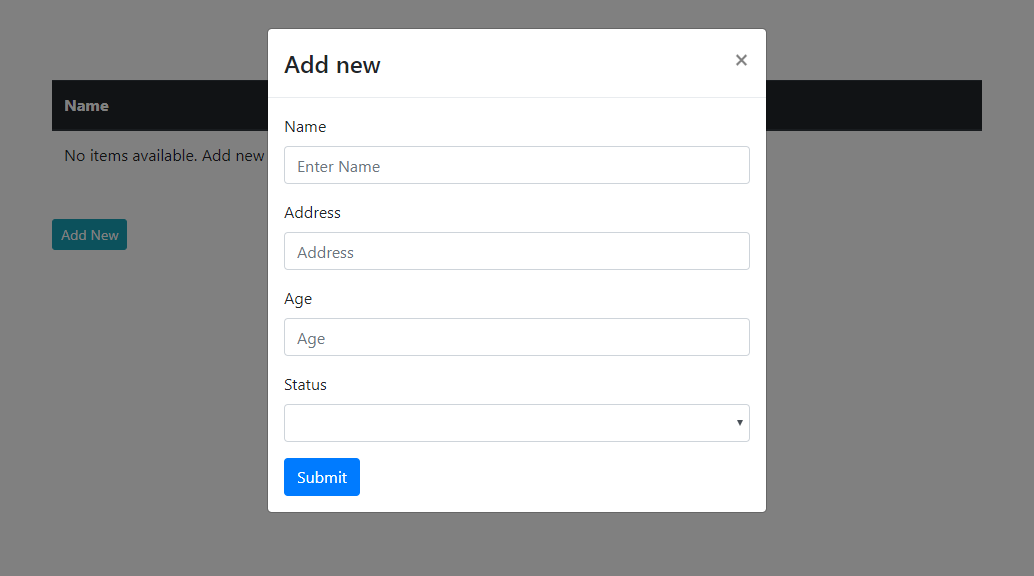 Add new
×
Name
No items available. Add new
Add New
Name
Enter Name
Address
Address
Age
Age
Status
Submit